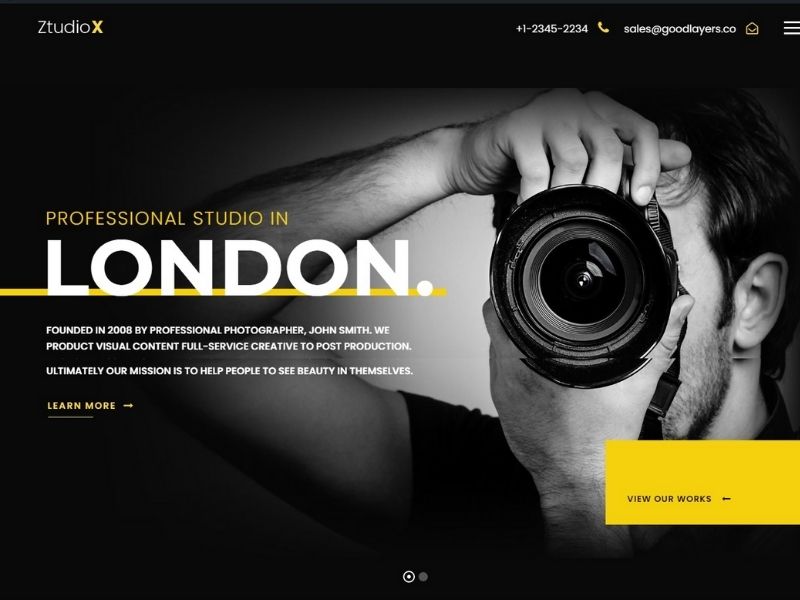 ZtudioX
+1-2345-2234
sales@goodlayers.co
PROFESSIONAL STUDIO IN
LONDON.
FOUNDED IN 2008 BY PROFESSIONAL PHOTOGRAPHER, JOHN SMITH. WE
PRODUCT VISUAL CONTENT FULL-SERVICE CREATIVE TO POST PRODUCTION.
ULTIMATELY OUR MISSION IS TO HELP PEOPLE TO SEE BEAUTY IN THEMSELVES.
LEARN MORE
VIEW OUR WORKS